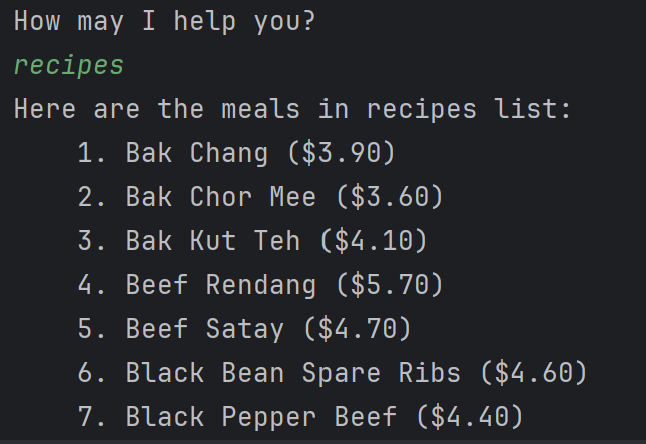 How may I help you?
recipes
Here are the meals in recipes list:
1. Bak Chang ($3.90)
2. Bak Chor Mee ($3.60)
3. Bak Kut Teh ($4.10)
4. Beef Rendang ($5.70)
5. Beef Satay ($4.70)
6. Black Bean Spare Ribs ($4.60)
7. Black Pepper Beef ($4.40)